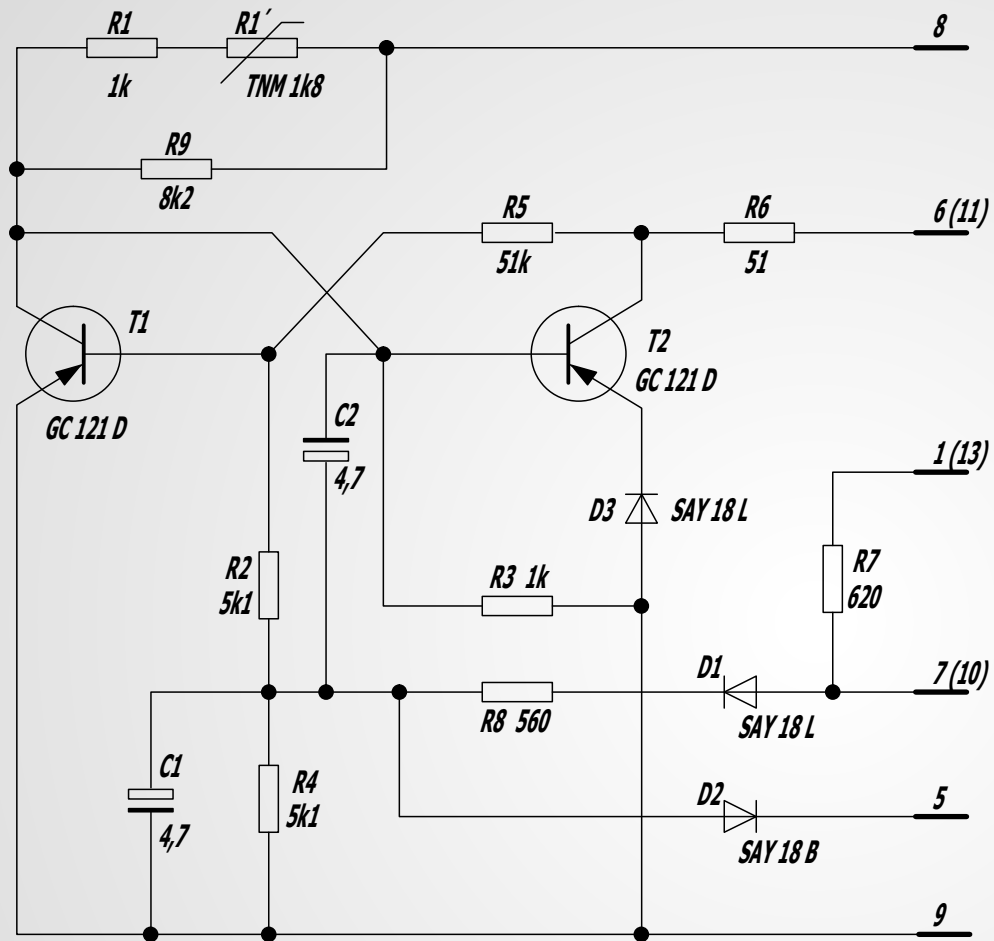 R1
R1´
8
1k
TNM 1k8
R9
8k2
R5
R6
6 (11)
51k
51
T1
T2
GC 121 D
GC 121 D
C2
4,7
1 (13)
D3
SAY 18 L
R2
5k1
R3 1k
R7
620
D1
7 (10)
R8 560
SAY 18 L
C1
4,7
R4
5k1
D2
5
SAY 18 B
9